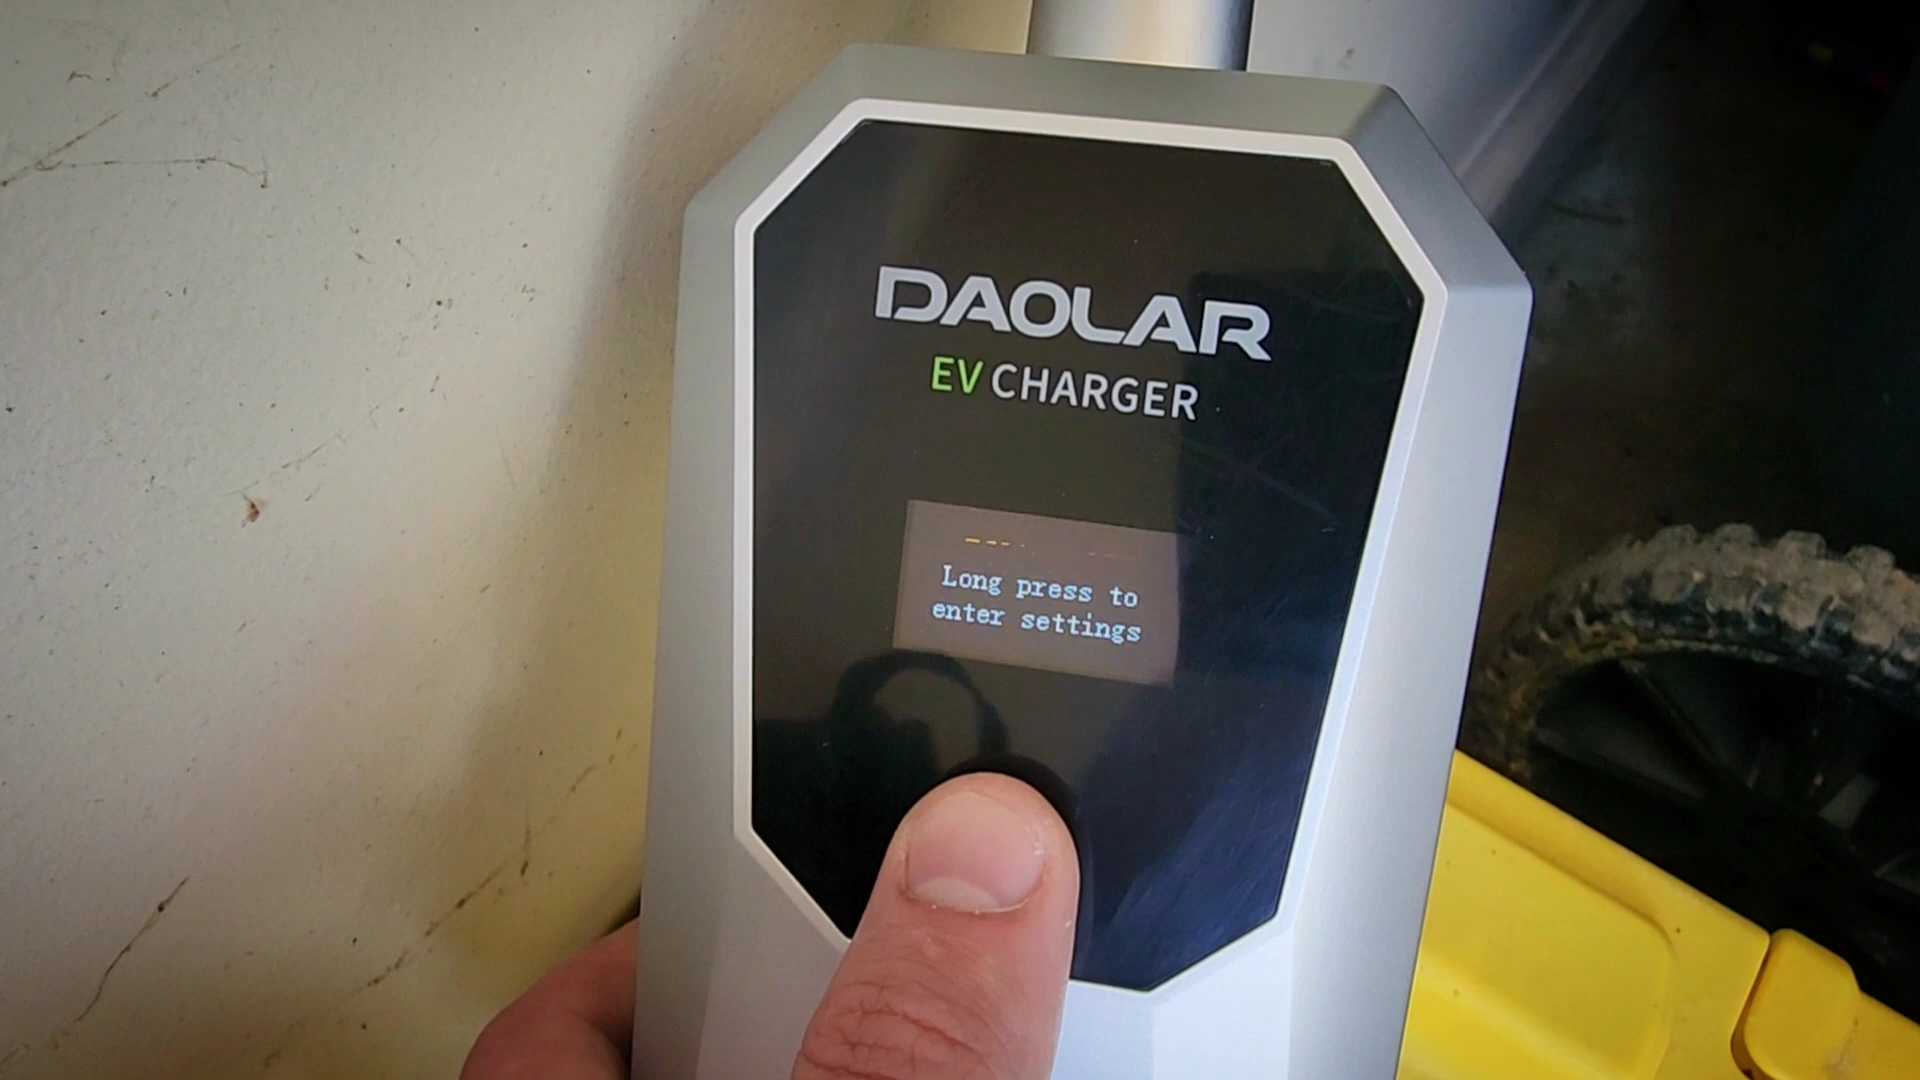 DAOLAR
EV CHARGER
Long press to
enter settings